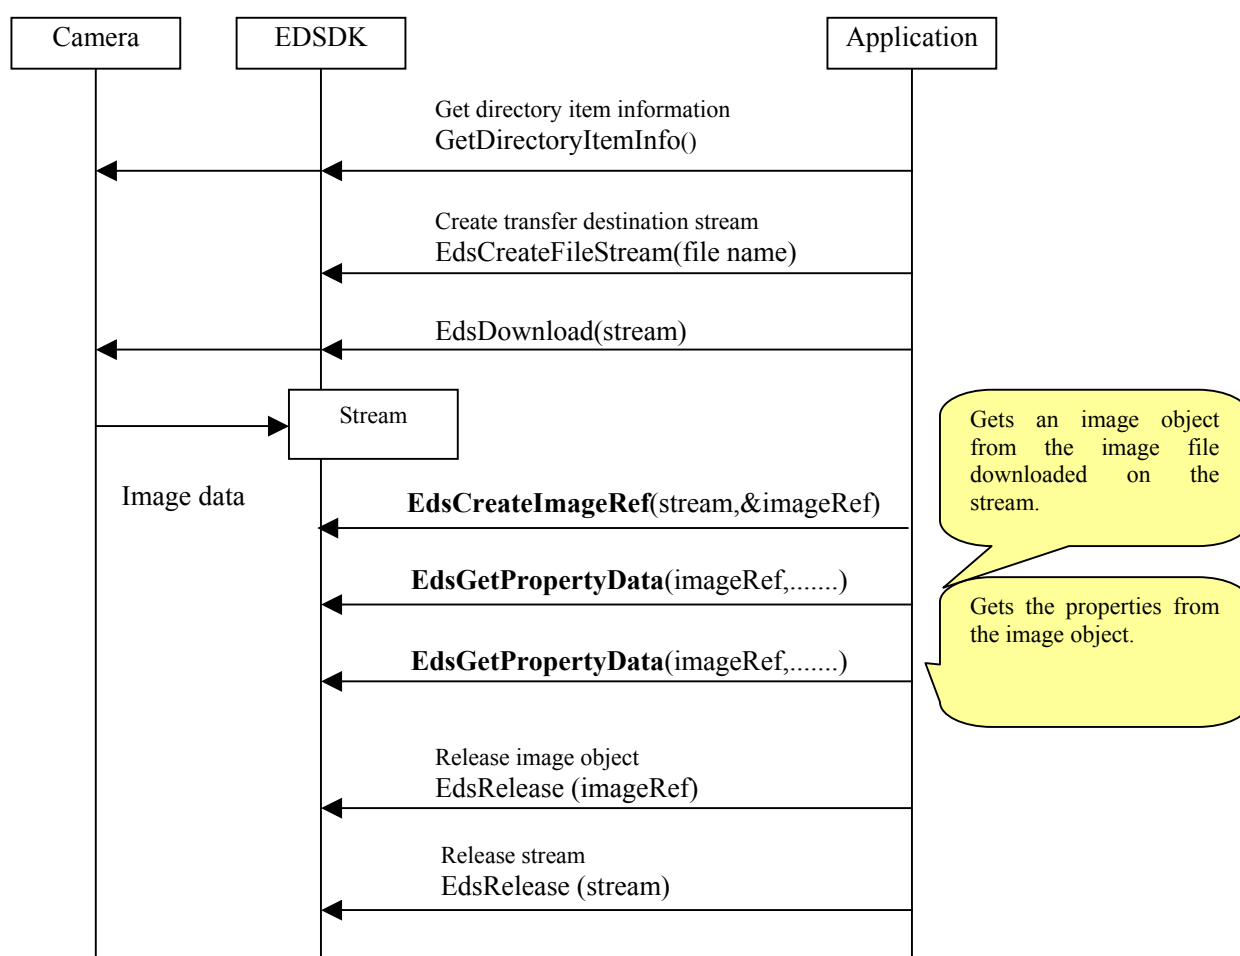 Camera
EDSDK
Application
Get directory item information
GetDirectoryItemInfo()
Create transfer destination stream
EdsCreateFileStream(file name)
EdsDownload(stream)
Stream
Image data
Gets an image object
from the image file
downloaded on the
stream.
EdsCreateImageRef(stream,&imageRef)
EdsGetPropertyData(imageRef,.......)
Gets the properties from
the image object.
EdsGetPropertyData(imageRef,.......)
Release image object
EdsRelease (imageRef)
Release stream
EdsRelease (stream)